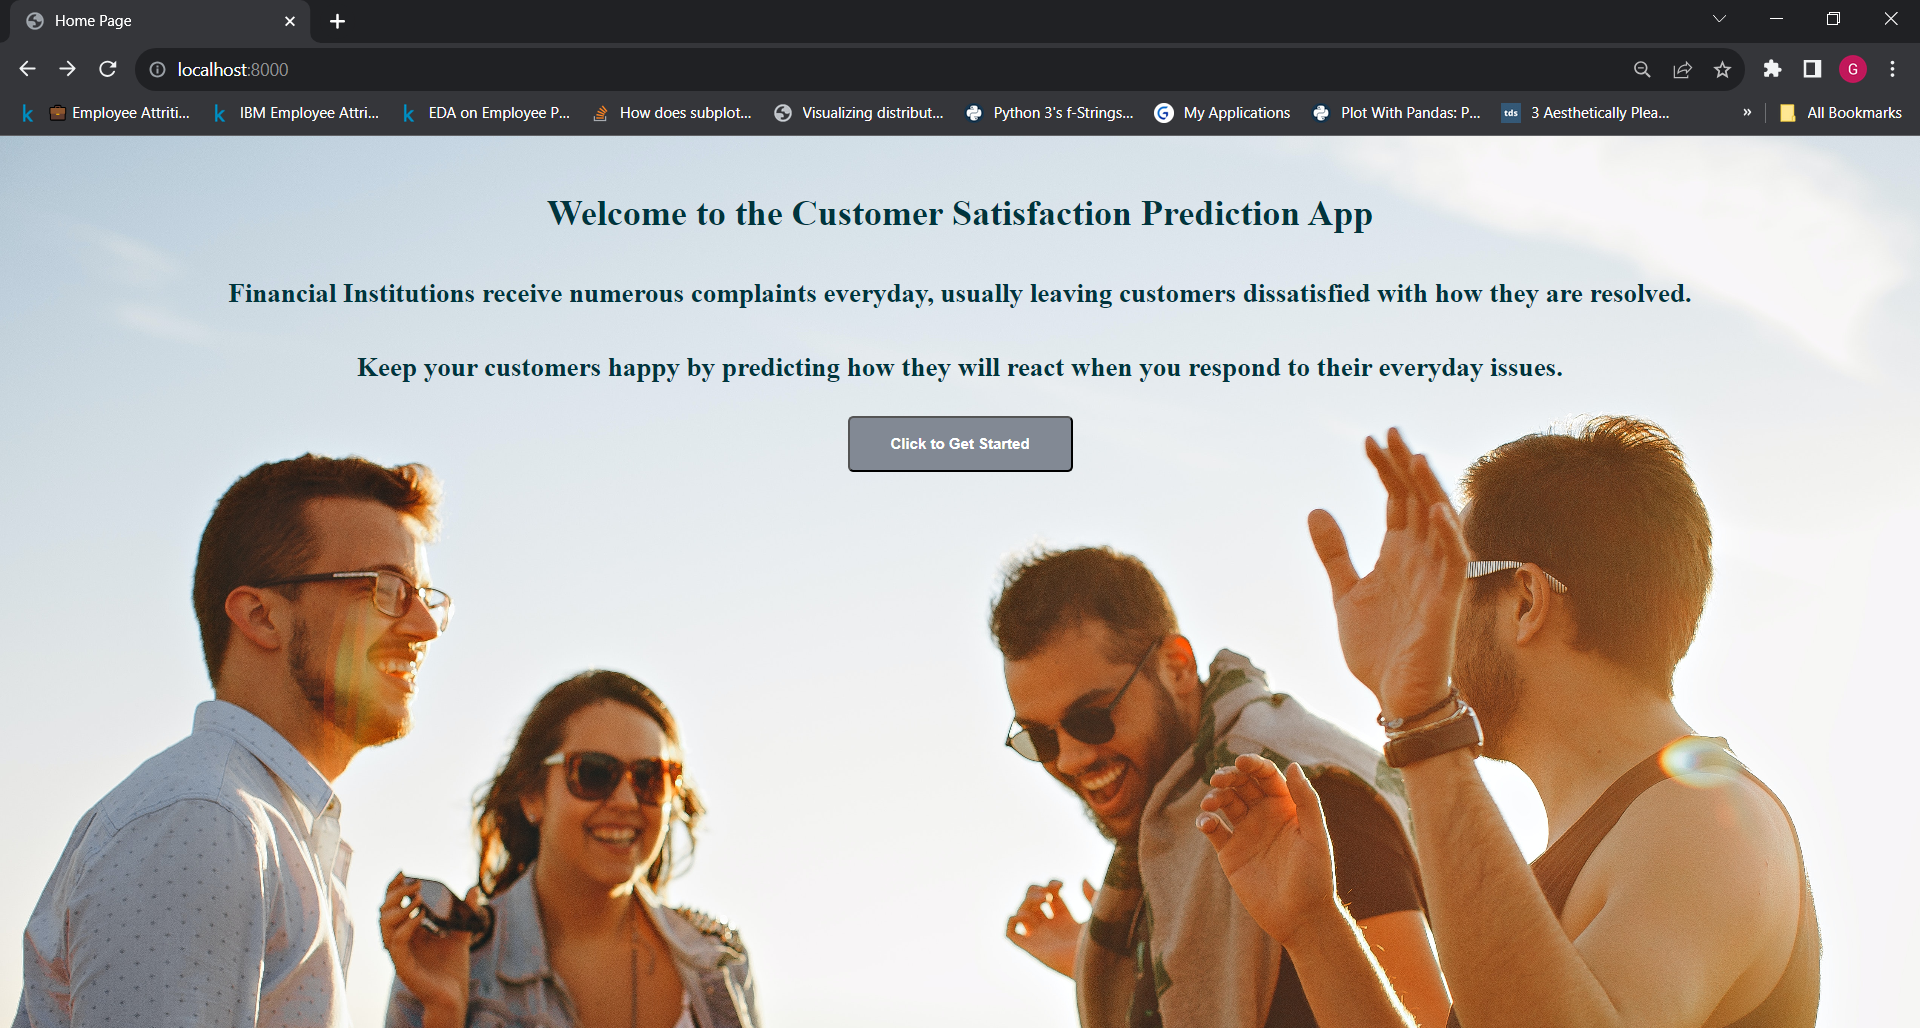 Home Page
localhost:8000
k Employee Attriti... k IBM Employee Attri... k EDA on Employee P... How does subplot... Visualizing distribut... Python 3's f-Strings... G My Applications Plot With Pandas: P... tds 3 Aesthetically Plea... » All Bookmarks
G
Welcome to the Customer Satisfaction Prediction App
Financial Institutions receive numerous complaints everyday, usually leaving customers dissatisfied with how they are resolved.
Keep your customers happy by predicting how they will react when you respond to their everyday issues.
Click to Get Started